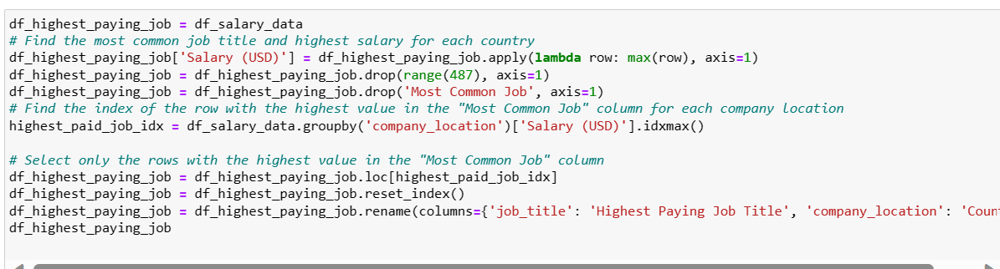 df_highest_paying_job = df_salary_data
# Find the most common job title and highest salary for each country
df_highest_paying_job['Salary (USD)'] = df_highest_paying_job.apply(lambda row: max(row), axis=1)
df_highest_paying_job = df_highest_paying_job.drop(range(487), axis=1)
df_highest_paying_job = df_highest_paying_job.drop('Most Common Job', axis=1)
# Find the index of the row with the highest value in the "Most Common Job" column for each company location
highest_paid_job_idx = df_salary_data.groupby('company_location')['Salary (USD)'].idxmax()
# Select only the rows with the highest value in the "Most Common Job" column
df_highest_paying_job = df_highest_paying_job.loc[highest_paid_job_idx]
df_highest_paying_job = df_highest_paying_job.reset_index()
df_highest_paying_job = df_highest_paying_job.rename(columns={'job_title': 'Highest Paying Job Title', 'company_location': 'Coun
df_highest_paying_job